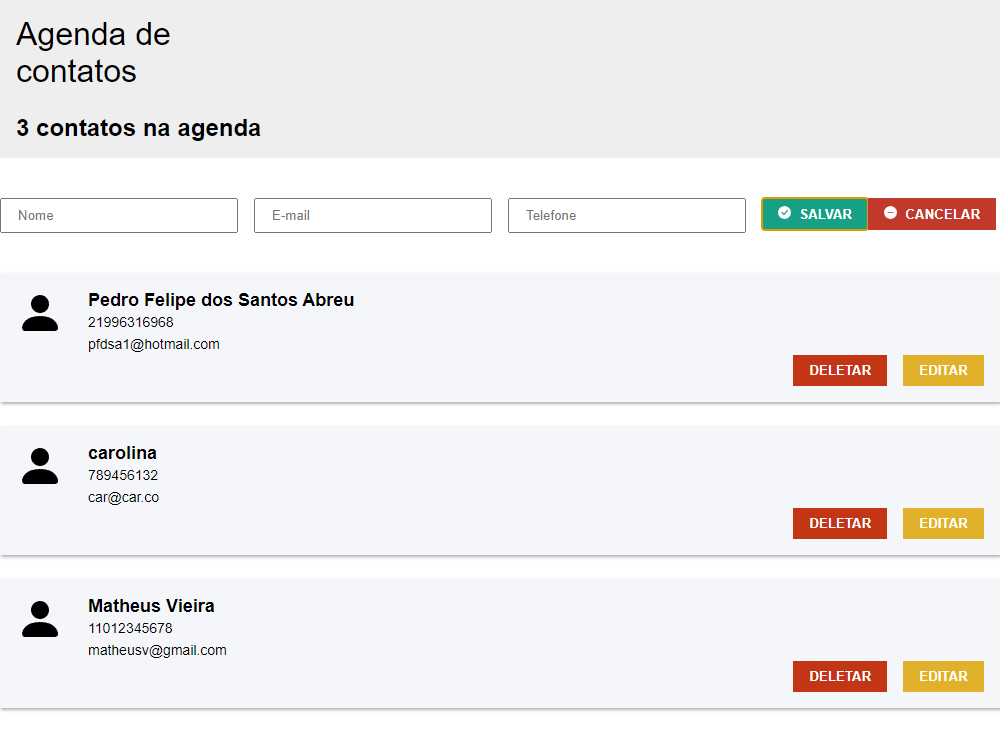 Agenda de
contatos
3 contatos na agenda
Nome E-mail Telefone SALVAR CANCELAR
Pedro Felipe dos Santos Abreu
21996316968
pfdsa1@hotmail.com
DELETAR EDITAR
carolina
789456132
car@car.co
DELETAR EDITAR
Matheus Vieira
11012345678
matheusv@gmail.com
DELETAR EDITAR